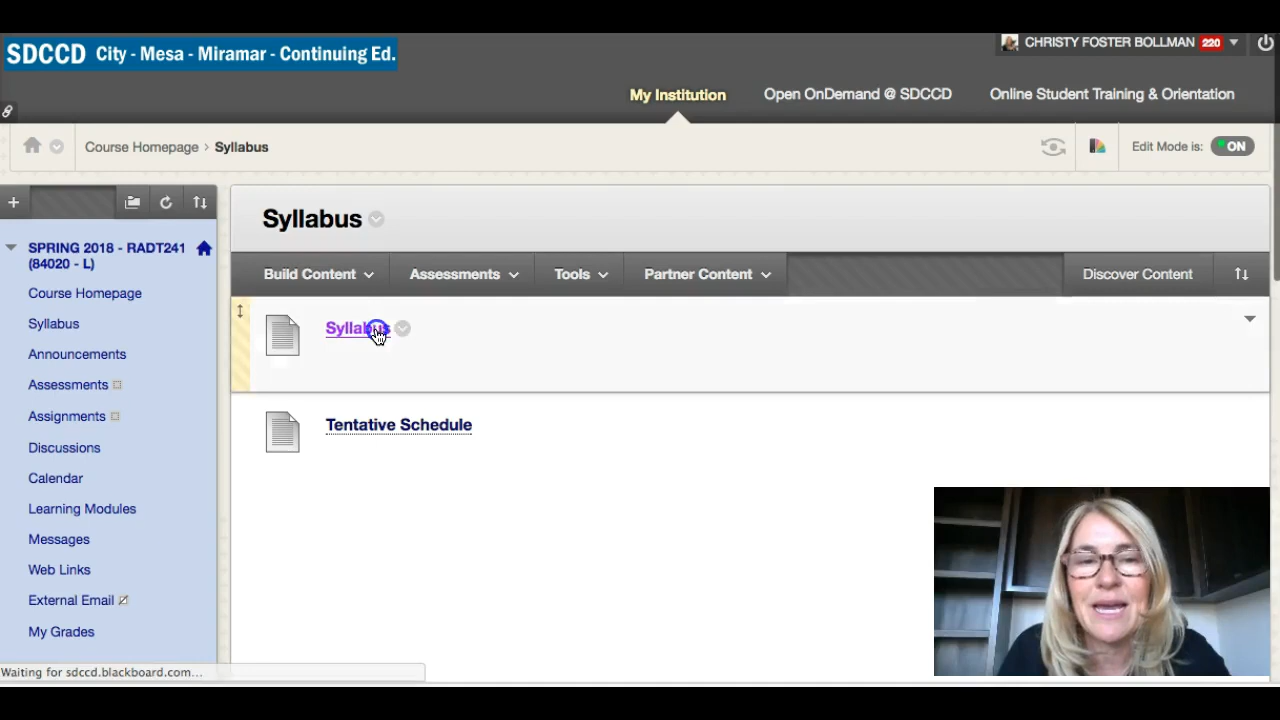 SDCCD City - Mesa - Miramar - Continuing Ed.
CHRISTY FOSTER BOLLMAN 220
My Institution Open OnDemand @ SDCCD Online Student Training & Orientation
Course Homepage > Syllabus Edit Mode is: ON
SPRING 2018 - RADT241
(84020 - L)
Course Homepage
Syllabus
Announcements
Assessments
Assignments
Discussions
Calendar
Learning Modules
Messages
Web Links
External Email
My Grades
Syllabus
Build Content Assessments Tools Partner Content Discover Content
Syllabus
Tentative Schedule
Waiting for sdccd.blackboard.com...